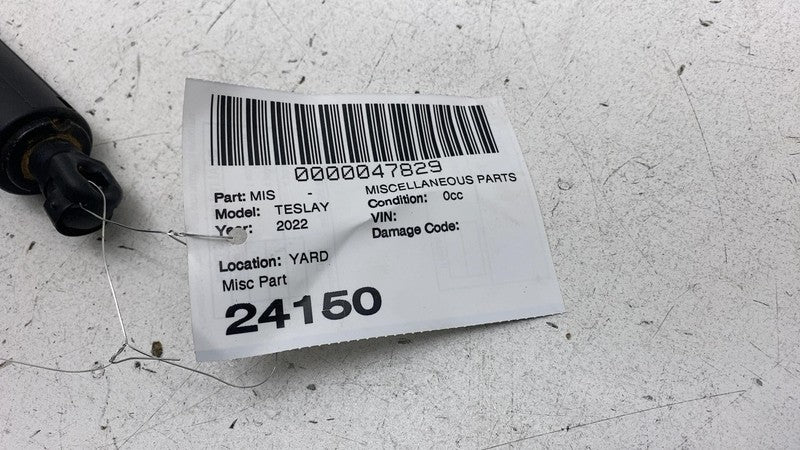 0000047829
Part: MIS - MISCELLANEOUS PARTS
Model: TESLAY Condition: 0cc
Year: 2022 VIN:
Damage Code:
Location: YARD
Misc Part
24150